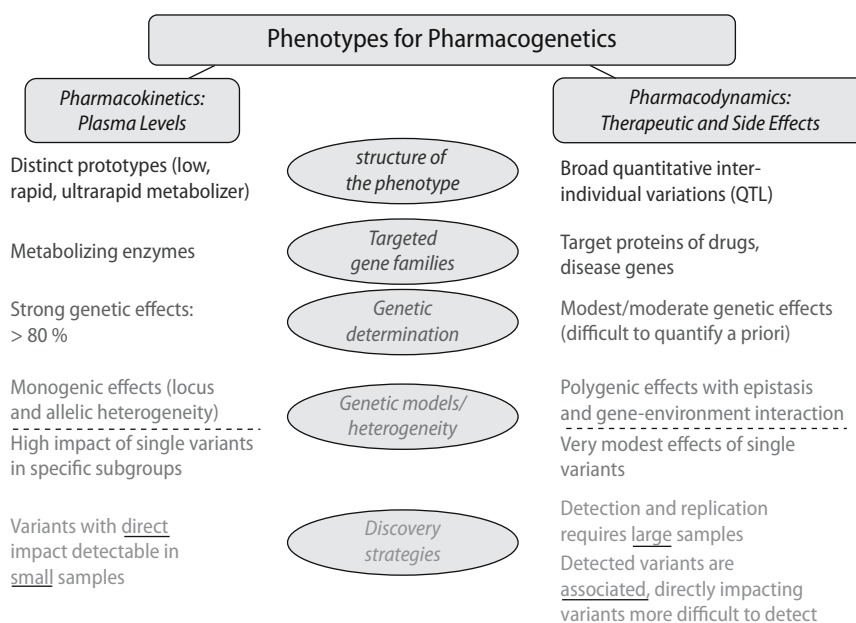 Phenotypes for Pharmacogenetics
Pharmacokinetics:
Plasma Levels
Pharmacodynamics:
Therapeutic and Side Effects
Distinct prototypes (low,
rapid, ultrarapid metabolizer)
structure of
the phenotype
Broad quantitative inter-
individual variations (QTL)
Metabolizing enzymes
Targeted
gene families
Target proteins of drugs,
disease genes
Strong genetic effects:
> 80 %
Genetic
determination
Modest/moderate genetic effects
(difficult to quantify a priori)
Monogenic effects (locus
and allelic heterogeneity)
High impact of single variants
in specific subgroups
Genetic models/
heterogeneity
Polygenic effects with epistasis
and gene-environment interaction
Very modest effects of single
variants
Variants with direct
impact detectable in
small samples
Discovery
strategies
Detection and replication
requires large samples
Detected variants are
associated, directly impacting
variants more difficult to detect